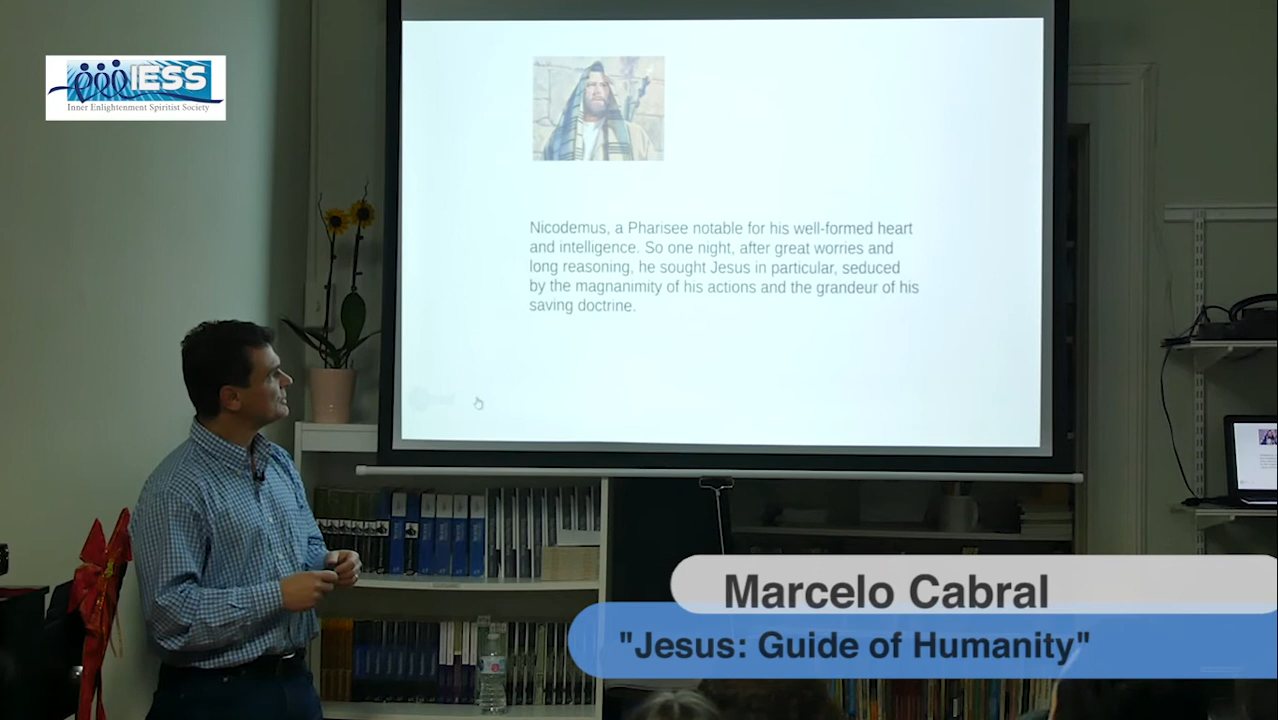 IESS
Inner Enlightenment Spiritist Society
Nicodemus, a Pharisee notable for his well-formed heart
and intelligence. So one night, after great worries and
long reasoning, he sought Jesus in particular, seduced
by the magnanimity of his actions and the grandeur of his
saving doctrine.
Marcelo Cabral
"Jesus: Guide of Humanity"